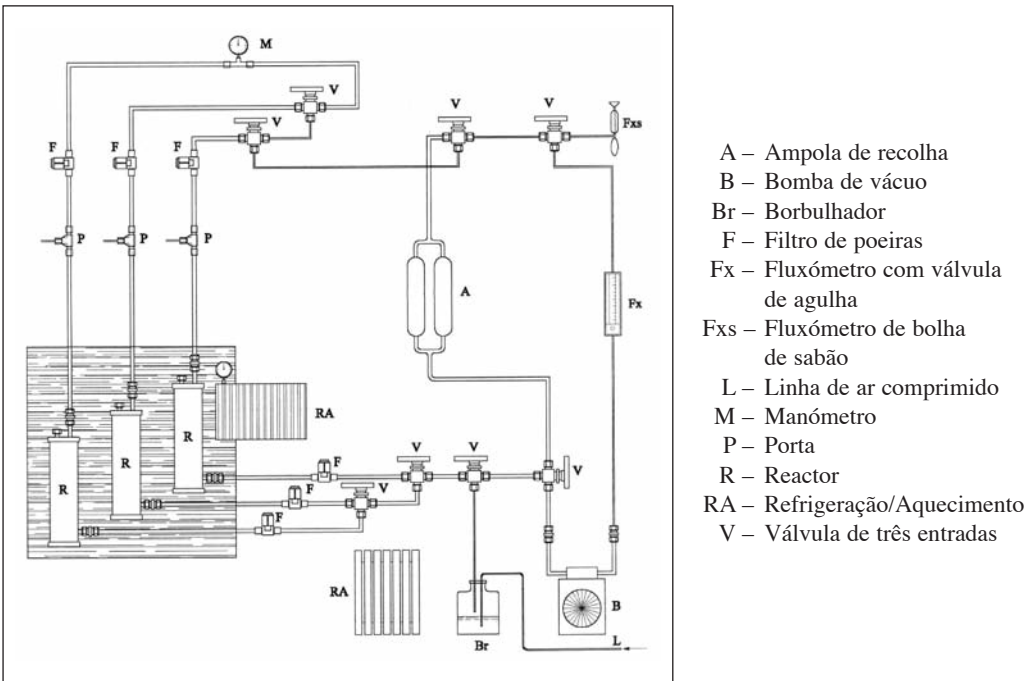 M
V
V
V
V
Fxs
F
F
F
P
P
P
A
Fx
R
R
R
RA
F
V
V
F
V
V
F
RA
B
Br
L
A – Ampola de recolha
B – Bomba de vácuo
Br – Borbulhador
F – Filtro de poeiras
Fx – Fluxómetro com válvula
de agulha
Fxs – Fluxómetro de bolha
de sabão
L – Linha de ar comprimido
M – Manómetro
P – Porta
R – Reactor
RA – Refrigeração/Aquecimento
V – Válvula de três entradas